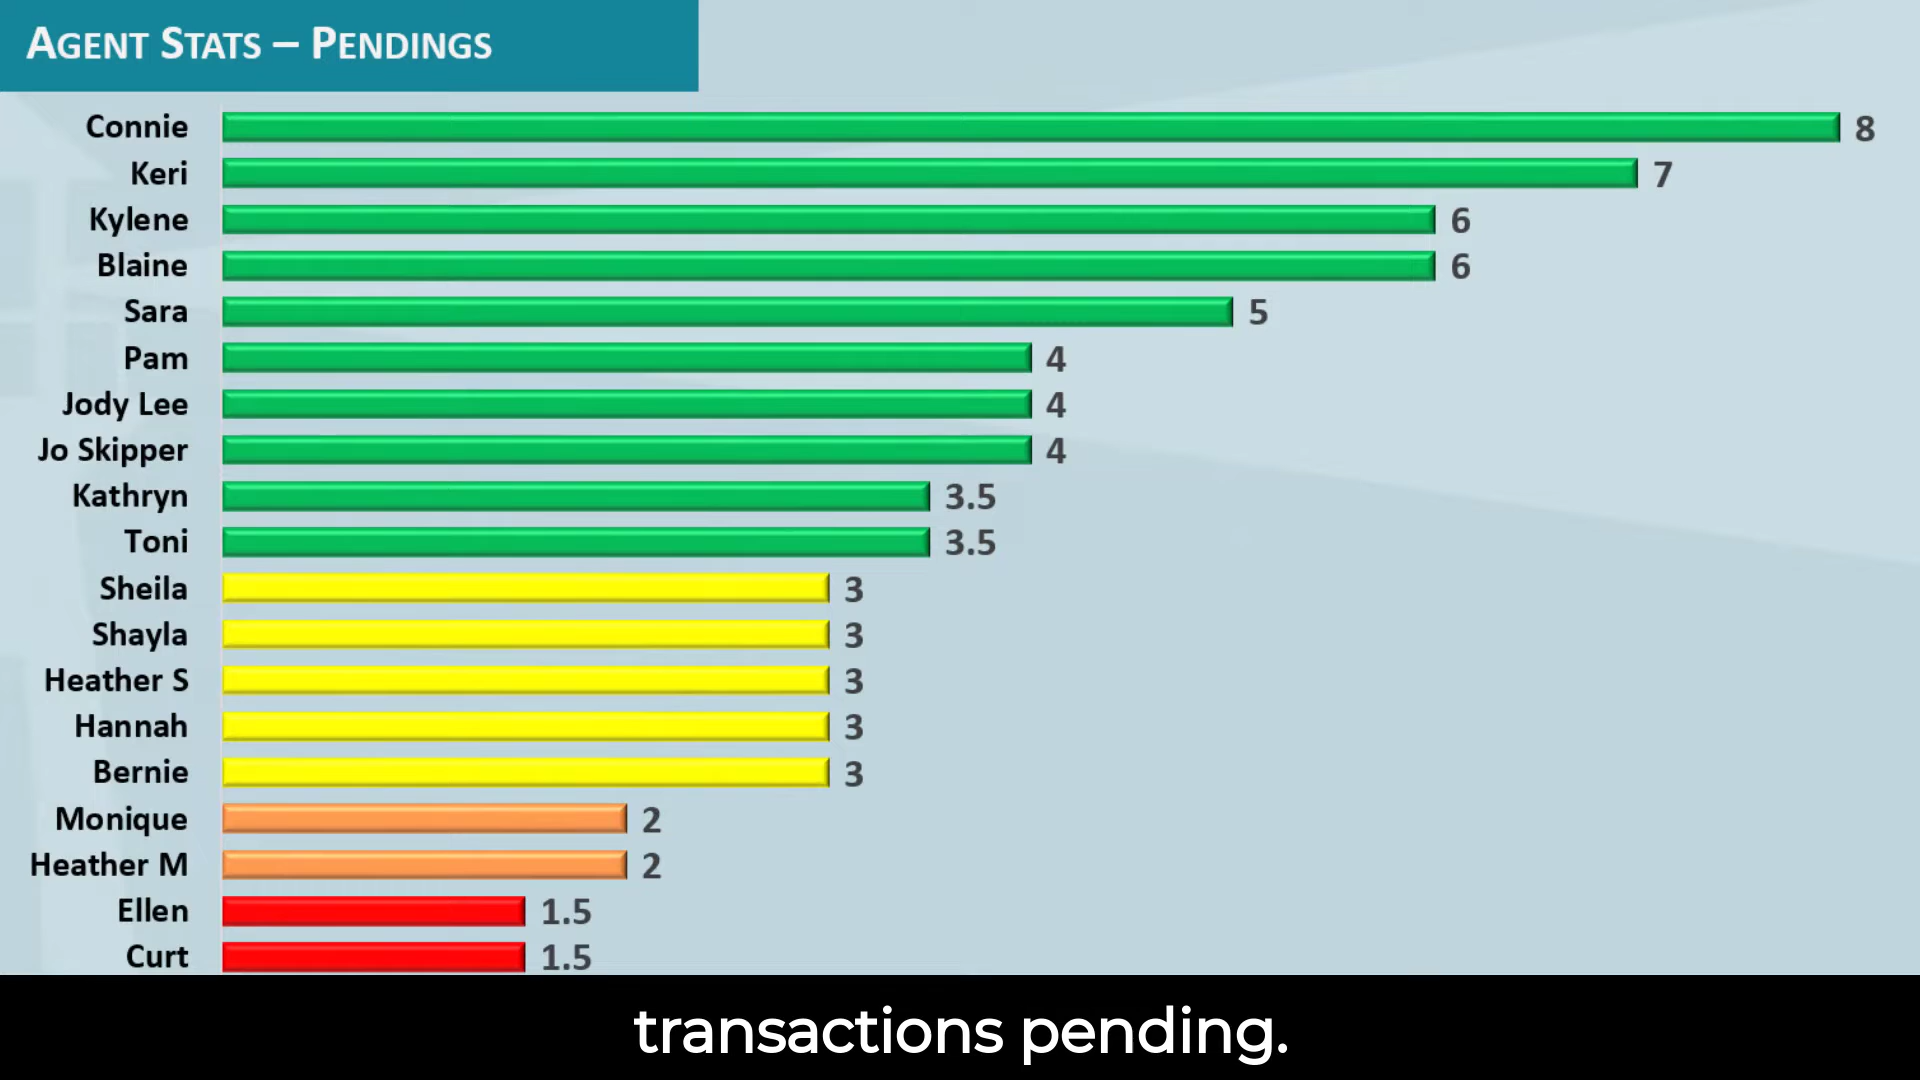 AGENT STATS – PENDINGS
Connie 8
Keri 7
Kylene 6
Blaine 6
Sara 5
Pam 4
Jody Lee 4
Jo Skipper 4
Kathryn 3.5
Toni 3.5
Sheila 3
Shayla 3
Heather S 3
Hannah 3
Bernie 3
Monique 2
Heather M 2
Ellen 1.5
Curt 1.5
transactions pending.